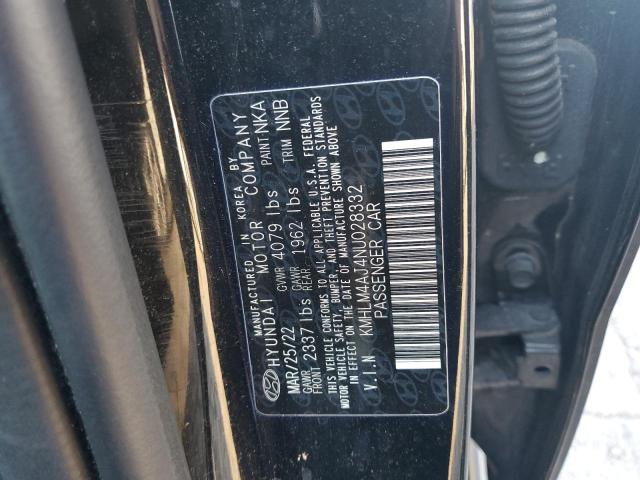 MANUFACTURED IN KOREA BY
HYUNDAI MOTOR COMPANY
MAR/25/22 GVWR 4079 lbs PAINT NKA
GAWR FRONT 2337 lbs GAWR REAR 1962 lbs TRIM NNB
THIS VEHICLE CONFORMS TO ALL APPLICABLE U.S.A. FEDERAL
MOTOR VEHICLE SAFETY, BUMPER, AND THEFT PREVENTION STANDARDS
IN EFFECT ON THE DATE OF MANUFACTURE SHOWN ABOVE
V.I.N KMHLM4AJ4NU028332
PASSENGER CAR